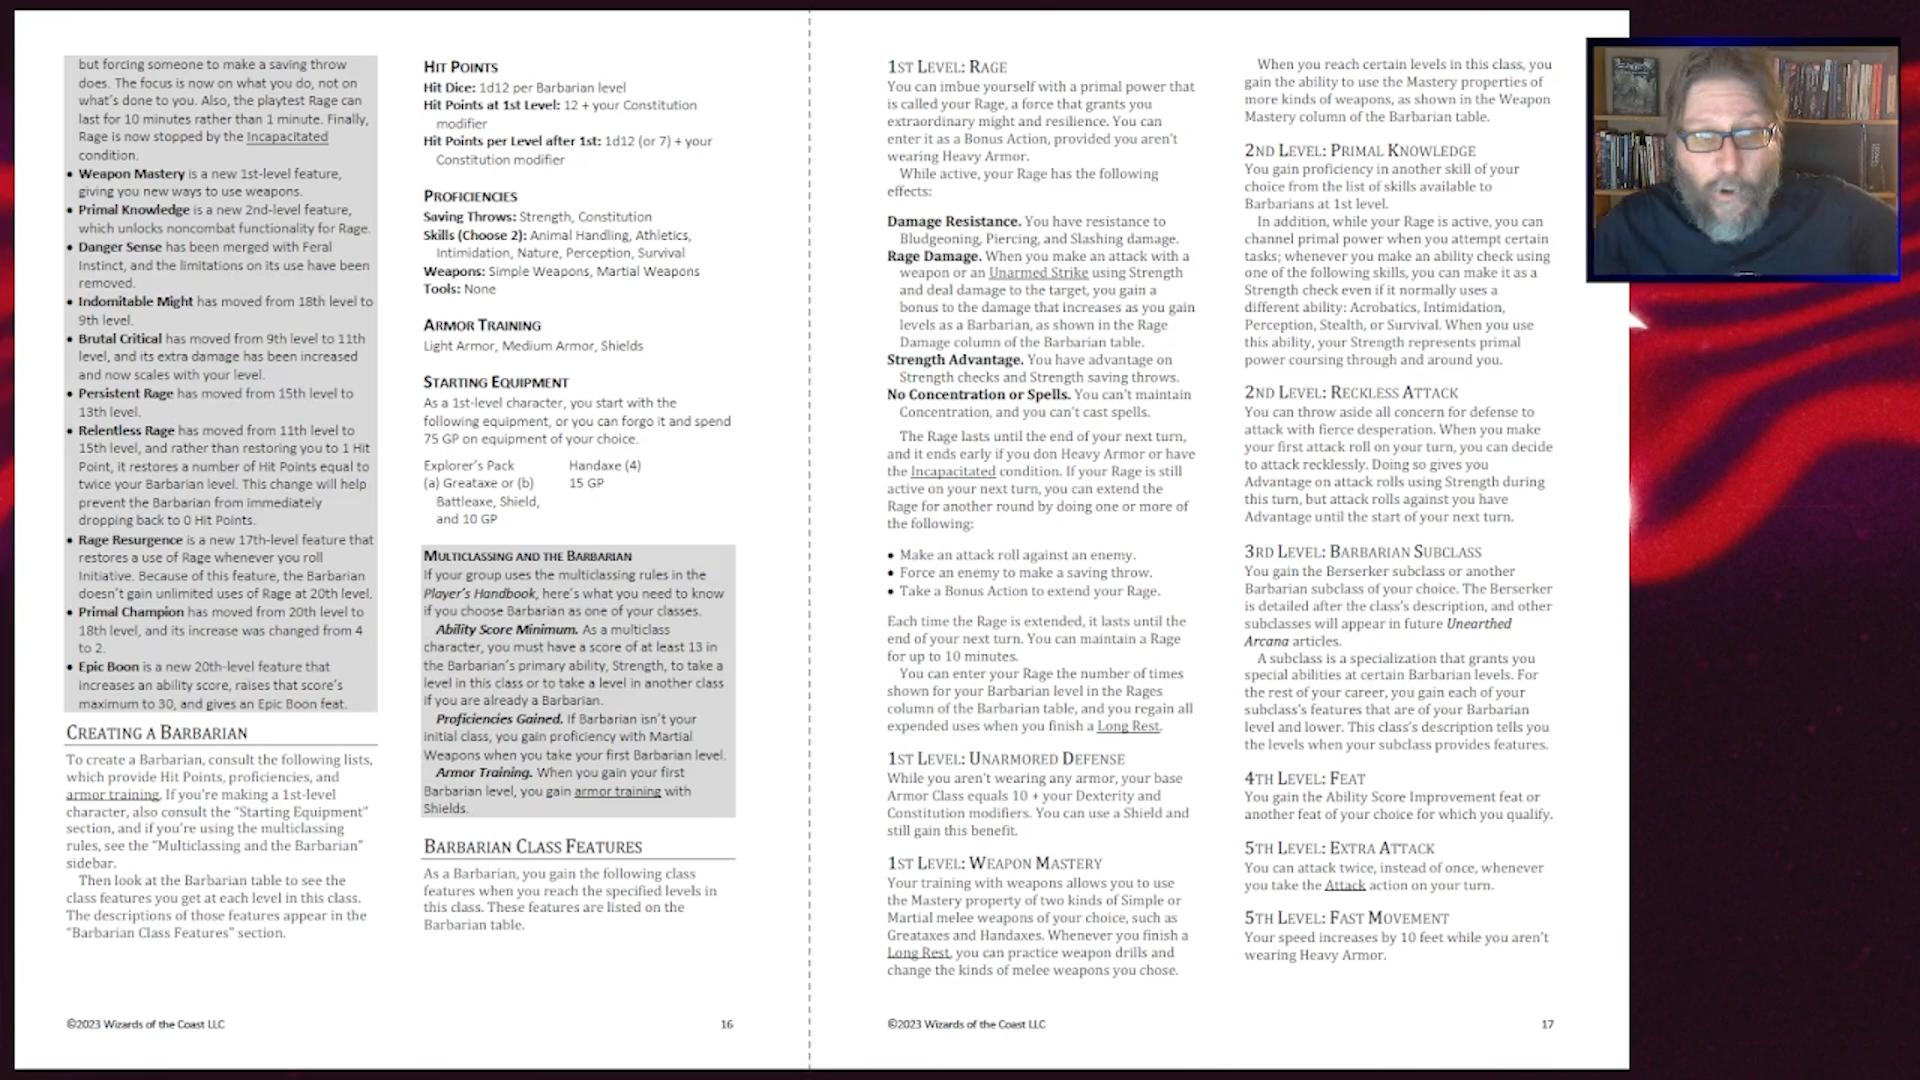 but forcing someone to make a saving throw
does. The focus is now on what you do, not on
what's done to you. Also, the playtest Rage can
last for 10 minutes rather than 1 minute. Finally,
Rage is now stopped by the Incapacitated
condition.
• Weapon Mastery is a new 1st-level feature,
giving you new ways to use weapons.
• Primal Knowledge is a new 2nd-level feature,
which unlocks noncombat functionality for Rage.
• Danger Sense has been merged with Feral
Instinct, and the limitations on its use have been
removed.
• Indomitable Might has moved from 18th level to
9th level.
• Brutal Critical has moved from 9th level to 11th
level, and its extra damage has been increased
and now scales with your level.
• Persistent Rage has moved from 15th level to
13th level.
• Relentless Rage has moved from 11th level to
15th level, and rather than restoring you to 1 Hit
Point, it restores a number of Hit Points equal to
twice your Barbarian level. This change will help
prevent the Barbarian from immediately
dropping back to 0 Hit Points.
• Rage Resurgence is a new 17th-level feature that
restores a use of Rage whenever you roll
Initiative. Because of this feature, the Barbarian
doesn't gain unlimited uses of Rage at 20th level.
• Primal Champion has moved from 20th level to
18th level, and its increase was changed from 4
to 2.
• Epic Boon is a new 20th-level feature that
increases an ability score, raises that score's
maximum to 30, and gives an Epic Boon feat.
CREATING A BARBARIAN
To create a Barbarian, consult the following lists,
which provide Hit Points, proficiencies, and
armor training. If you're making a 1st-level
character, also consult the "Starting Equipment"
section, and if you're using the multiclassing
rules, see the "Multiclassing and the Barbarian"
sidebar.
Then look at the Barbarian table to see the
class features you get at each level in this class.
The descriptions of those features appear in the
"Barbarian Class Features" section.
HIT POINTS
Hit Dice: 1d12 per Barbarian level
Hit Points at 1st Level: 12 + your Constitution
modifier
Hit Points per Level after 1st: 1d12 (or 7) + your
Constitution modifier
PROFICIENCIES
Saving Throws: Strength, Constitution
Skills (Choose 2): Animal Handling, Athletics,
Intimidation, Nature, Perception, Survival
Weapons: Simple Weapons, Martial Weapons
Tools: None
ARMOR TRAINING
Light Armor, Medium Armor, Shields
STARTING EQUIPMENT
As a 1st-level character, you start with the
following equipment, or you can forgo it and spend
75 GP on equipment of your choice.
Explorer's Pack
(a) Greataxe or (b)
Battleaxe, Shield,
and 10 GP
Handaxe (4)
15 GP
MULTICLASSING AND THE BARBARIAN
If your group uses the multiclassing rules in the
Player's Handbook, here's what you need to know
if you choose Barbarian as one of your classes.
Ability Score Minimum. As a multiclass
character, you must have a score of at least 13 in
the Barbarian's primary ability, Strength, to take a
level in this class or to take a level in another class
if you are already a Barbarian.
Proficiencies Gained. If Barbarian isn't your
initial class, you gain proficiency with Martial
Weapons when you take your first Barbarian level.
Armor Training. When you gain your first
Barbarian level, you gain armor training with
Shields.
BARBARIAN CLASS FEATURES
As a Barbarian, you gain the following class
features when you reach the specified levels in
this class. These features are listed on the
Barbarian table.
©2023 Wizards of the Coast LLC
16
1ST LEVEL: RAGE
You can imbue yourself with a primal power that
is called your Rage, a force that grants you
extraordinary might and resilience. You can
enter it as a Bonus Action, provided you aren't
wearing Heavy Armor.
While active, your Rage has the following
effects:
Damage Resistance. You have resistance to
Bludgeoning, Piercing, and Slashing damage.
Rage Damage. When you make an attack with a
weapon or an Unarmed Strike using Strength
and deal damage to the target, you gain a
bonus to the damage that increases as you gain
levels as a Barbarian, as shown in the Rage
Damage column of the Barbarian table.
Strength Advantage. You have advantage on
Strength checks and Strength saving throws.
No Concentration or Spells. You can't maintain
Concentration, and you can't cast spells.
The Rage lasts until the end of your next turn,
and it ends early if you don Heavy Armor or have
the Incapacitated condition. If your Rage is still
active on your next turn, you can extend the
Rage for another round by doing one or more of
the following:
• Make an attack roll against an enemy.
• Force an enemy to make a saving throw.
• Take a Bonus Action to extend your Rage.
Each time the Rage is extended, it lasts until the
end of your next turn. You can maintain a Rage
for up to 10 minutes.
You can enter your Rage the number of times
shown for your Barbarian level in the Rages
column of the Barbarian table, and you regain all
expended uses when you finish a Long Rest.
1ST LEVEL: UNARMORED DEFENSE
While you aren't wearing any armor, your base
Armor Class equals 10 + your Dexterity and
Constitution modifiers. You can use a Shield and
still gain this benefit.
1ST LEVEL: WEAPON MASTERY
Your training with weapons allows you to use
the Mastery property of two kinds of Simple or
Martial melee weapons of your choice, such as
Greataxes and Handaxes. Whenever you finish a
Long Rest, you can practice weapon drills and
change the kinds of melee weapons you chose.
When you reach certain levels in this class, you
gain the ability to use the Mastery properties of
more kinds of weapons, as shown in the Weapon
Mastery column of the Barbarian table.
2ND LEVEL: PRIMAL KNOWLEDGE
You gain proficiency in another skill of your
choice from the list of skills available to
Barbarians at 1st level.
In addition, while your Rage is active, you can
channel primal power when you attempt certain
tasks; whenever you make an ability check using
one of the following skills, you can make it as a
Strength check even if it normally uses a
different ability: Acrobatics, Intimidation,
Perception, Stealth, or Survival. When you use
this ability, your Strength represents primal
power coursing through and around you.
2ND LEVEL: RECKLESS ATTACK
You can throw aside all concern for defense to
attack with fierce desperation. When you make
your first attack roll on your turn, you can decide
to attack recklessly. Doing so gives you
Advantage on attack rolls using Strength during
this turn, but attack rolls against you have
Advantage until the start of your next turn.
3RD LEVEL: BARBARIAN SUBCLASS
You gain the Berserker subclass or another
Barbarian subclass of your choice. The Berserker
is detailed after the class's description, and other
subclasses will appear in future Unearthed
Arcana articles.
A subclass is a specialization that grants you
special abilities at certain Barbarian levels. For
the rest of your career, you gain each of your
subclass's features that are of your Barbarian
level and lower. This class's description tells you
the levels when your subclass provides features.
4TH LEVEL: FEAT
You gain the Ability Score Improvement feat or
another feat of your choice for which you qualify.
5TH LEVEL: EXTRA ATTACK
You can attack twice, instead of once, whenever
you take the Attack action on your turn.
5TH LEVEL: FAST MOVEMENT
Your speed increases by 10 feet while you aren't
wearing Heavy Armor.
©2023 Wizards of the Coast LLC
17